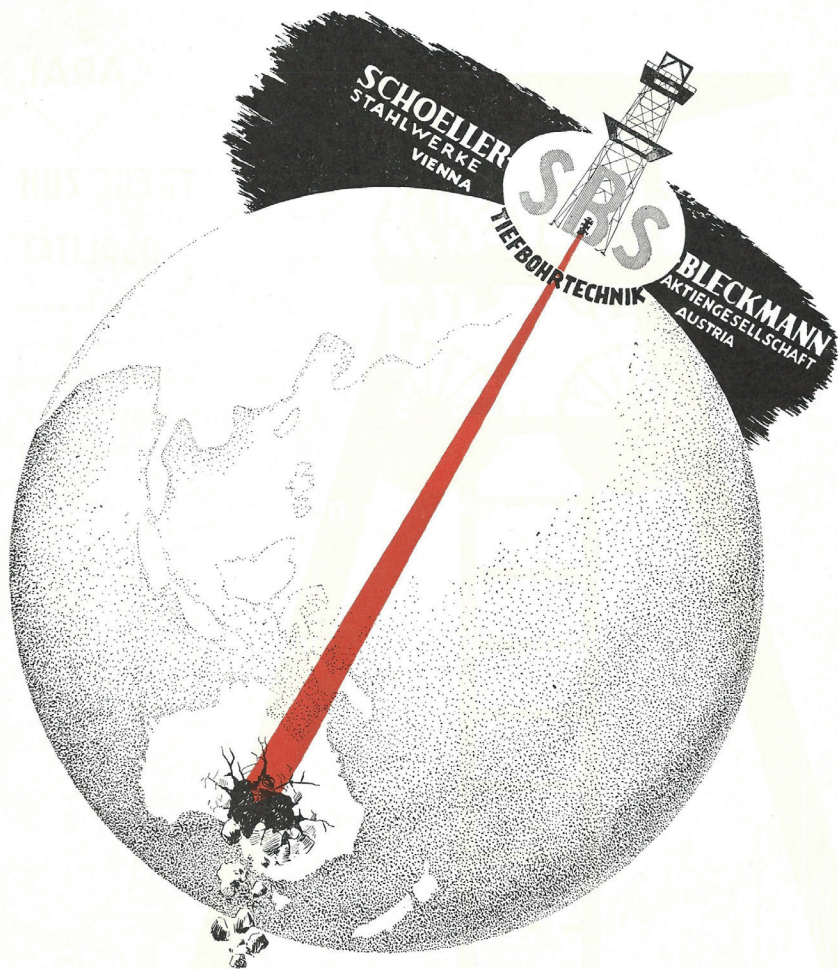 SCHOELLER-
STAHLWERKE
VIENNA
SBS
TIEFBOHRTECHNIK
BLECKMANN
AKTIENGESELLSCHAFT
AUSTRIA